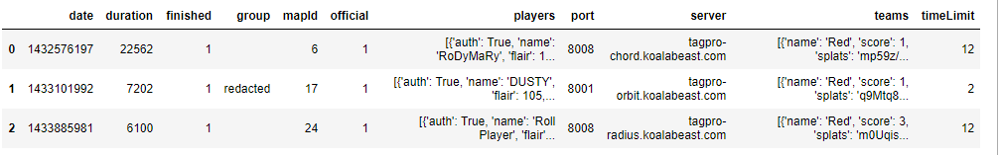 date duration finished group mapId official players port server teams timeLimit
0 1432576197 22562 1 6 1 [{'auth': True, 'name': 'RoDyMaRy', 'flair': 1... 8008 tagpro-chord.koalabeast.com [{'name': 'Red', 'score': 1, 'splats': 'mp59z/... 12
1 1433101992 7202 1 redacted 17 1 [{'auth': True, 'name': 'DUSTY', 'flair': 105,... 8001 tagpro-orbit.koalabeast.com [{'name': 'Red', 'score': 1, 'splats': 'q9Mtq8... 2
2 1433885981 6100 1 24 1 [{'auth': True, 'name': 'Roll Player', 'flair'... 8008 tagpro-radius.koalabeast.com [{'name': 'Red', 'score': 3, 'splats': 'm0Uqis... 12